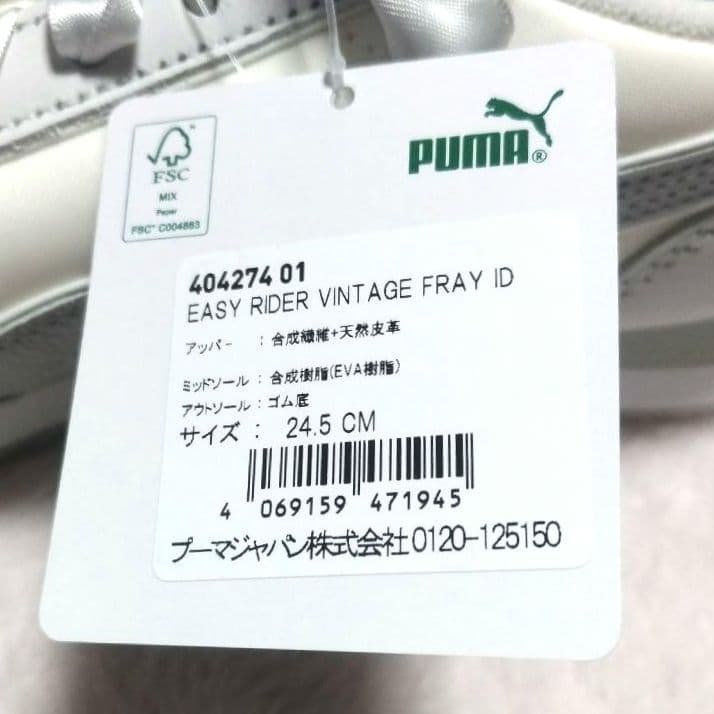 PUMA®
FSC
MIX
Paper
FSC™ C004883
404274 01
EASY RIDER VINTAGE FRAY ID
アッパー : 合成繊維+天然皮革
ミッドソール : 合成樹脂(EVA樹脂)
アウトソール : ゴム底
サイズ : 24.5 CM
4 069159 471945
プーマジャパン株式会社0120-125150